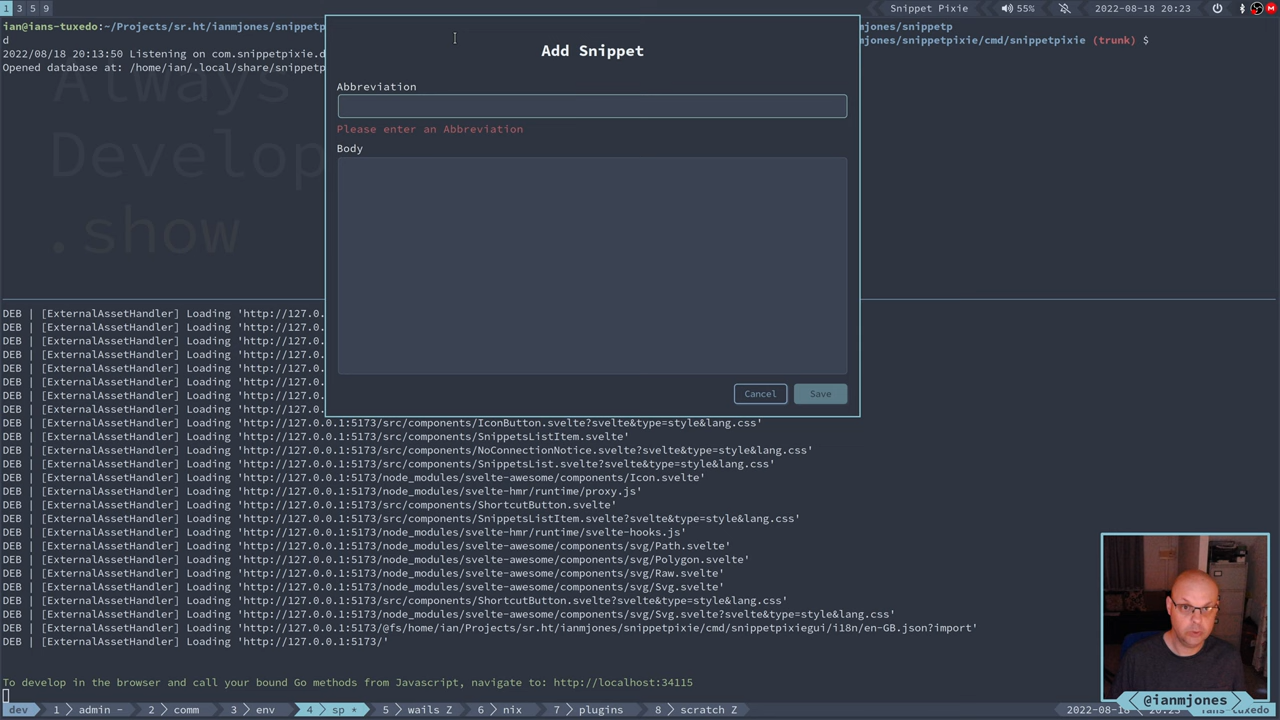 1 3 5 9
Snippet Pixie 55% 2022-08-18 20:23
ian@ians-tuxedo:~/Projects/sr.ht/ianmjones/snippetp
mjones/snippetp
d
jones/snippetpixie/cmd/snippetpixie (trunk) $
2022/08/18 20:13:50 Listening on com.snippetpixie.d
Opened database at: /home/ian/.local/share/snippetp
Always
Develop
.show
Add Snippet
Abbreviation
Please enter an Abbreviation
Body
Cancel Save
DEB | [ExternalAssetHandler] Loading 'http://127.0.
DEB | [ExternalAssetHandler] Loading 'http://127.0.
DEB | [ExternalAssetHandler] Loading 'http://127.0.
DEB | [ExternalAssetHandler] Loading 'http://127.0.
DEB | [ExternalAssetHandler] Loading 'http://127.0.
DEB | [ExternalAssetHandler] Loading 'http://127.0.
DEB | [ExternalAssetHandler] Loading 'http://127.0.
DEB | [ExternalAssetHandler] Loading 'http://127.0.
DEB | [ExternalAssetHandler] Loading 'http://127.0.0.1:5173/src/components/IconButton.svelte?svelte&type=style&lang.css'
DEB | [ExternalAssetHandler] Loading 'http://127.0.0.1:5173/src/components/SnippetsListItem.svelte'
DEB | [ExternalAssetHandler] Loading 'http://127.0.0.1:5173/src/components/NoConnectionNotice.svelte?svelte&type=style&lang.css'
DEB | [ExternalAssetHandler] Loading 'http://127.0.0.1:5173/src/components/SnippetsList.svelte?svelte&type=style&lang.css'
DEB | [ExternalAssetHandler] Loading 'http://127.0.0.1:5173/node_modules/svelte-awesome/components/Icon.svelte'
DEB | [ExternalAssetHandler] Loading 'http://127.0.0.1:5173/node_modules/svelte-hmr/runtime/proxy.js'
DEB | [ExternalAssetHandler] Loading 'http://127.0.0.1:5173/src/components/ShortcutButton.svelte'
DEB | [ExternalAssetHandler] Loading 'http://127.0.0.1:5173/src/components/SnippetsListItem.svelte?svelte&type=style&lang.css'
DEB | [ExternalAssetHandler] Loading 'http://127.0.0.1:5173/node_modules/svelte-hmr/runtime/svelte-hooks.js'
DEB | [ExternalAssetHandler] Loading 'http://127.0.0.1:5173/node_modules/svelte-awesome/components/svg/Path.svelte'
DEB | [ExternalAssetHandler] Loading 'http://127.0.0.1:5173/node_modules/svelte-awesome/components/svg/Polygon.svelte'
DEB | [ExternalAssetHandler] Loading 'http://127.0.0.1:5173/node_modules/svelte-awesome/components/svg/Raw.svelte'
DEB | [ExternalAssetHandler] Loading 'http://127.0.0.1:5173/node_modules/svelte-awesome/components/svg/Svg.svelte'
DEB | [ExternalAssetHandler] Loading 'http://127.0.0.1:5173/src/components/ShortcutButton.svelte?svelte&type=style&lang.css'
DEB | [ExternalAssetHandler] Loading 'http://127.0.0.1:5173/node_modules/svelte-awesome/components/svg/Svg.svelte?svelte&type=style&lang.css'
DEB | [ExternalAssetHandler] Loading 'http://127.0.0.1:5173/@fs/home/ian/Projects/sr.ht/ianmjones/snippetpixie/cmd/snippetpixiegui/i18n/en-GB.json?import'
DEB | [ExternalAssetHandler] Loading 'http://127.0.0.1:5173/'
To develop in the browser and call your bound Go methods from Javascript, navigate to: http://localhost:34115
@ianmjones
dev 1 admin - 2 comm 3 env 4 sp * 5 wails Z 6 nix 7 plugins 8 scratch Z 2022-08-18